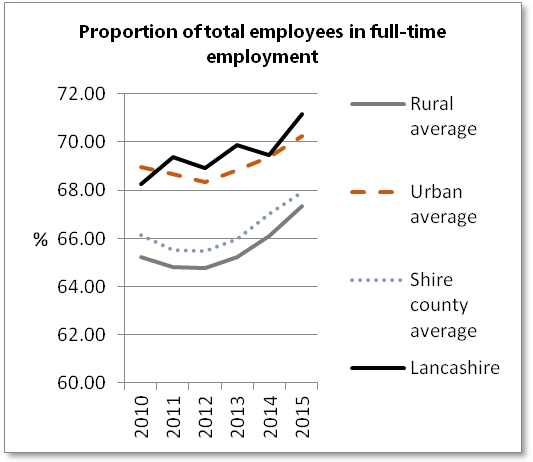 Proportion of total employees in full-time
employment
72.00
70.00
68.00
66.00
64.00
62.00
60.00
%
2010
2011
2012
2013
2014
2015
Rural
average
Urban
average
Shire
county
average
Lancashire